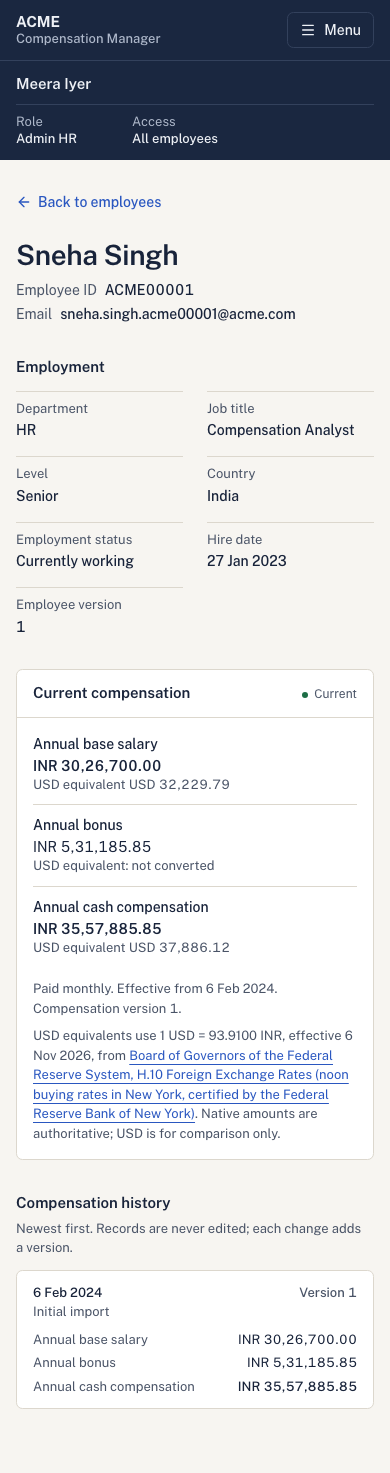 ACME
Compensation Manager
Menu
Meera Iyer
Role
Access
Admin HR
All employees
Back to employees
Sneha Singh
Employee ID ACME00001
Email sneha.singh.acme00001@acme.com
Employment
Department
Job title
HR
Compensation Analyst
Level
Country
Senior
India
Employment status
Hire date
Currently working
27 Jan 2023
Employee version
1
Current compensation
Current
Annual base salary
INR 30,26,700.00
USD equivalent USD 32,229.79
Annual bonus
INR 5,31,185.85
USD equivalent: not converted
Annual cash compensation
INR 35,57,885.85
USD equivalent USD 37,886.12
Paid monthly. Effective from 6 Feb 2024.
Compensation version 1.
USD equivalents use 1 USD = 93.9100 INR, effective 6
Nov 2026, from Board of Governors of the Federal
Reserve System, H.10 Foreign Exchange Rates (noon
buying rates in New York, certified by the Federal
Reserve Bank of New York). Native amounts are
authoritative; USD is for comparison only.
Compensation history
Newest first. Records are never edited; each change adds
a version.
6 Feb 2024
Version 1
Initial import
Annual base salary
INR 30,26,700.00
Annual bonus
INR 5,31,185.85
Annual cash compensation
INR 35,57,885.85